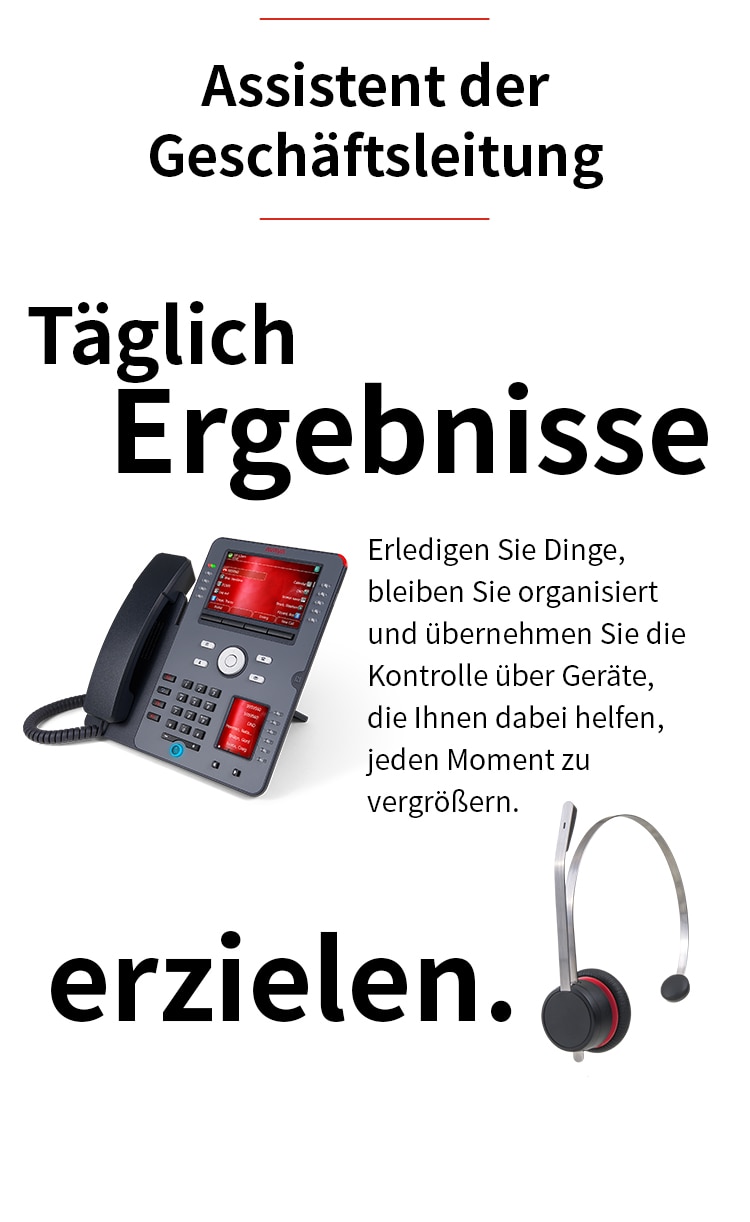 Assistent der
Geschäftsleitung
Täglich
Ergebnisse
Erledigen Sie Dinge,
bleiben Sie organisiert
und übernehmen Sie die
Kontrolle über Geräte,
die Ihnen dabei helfen,
jeden Moment zu
vergrößern.
erzielen.